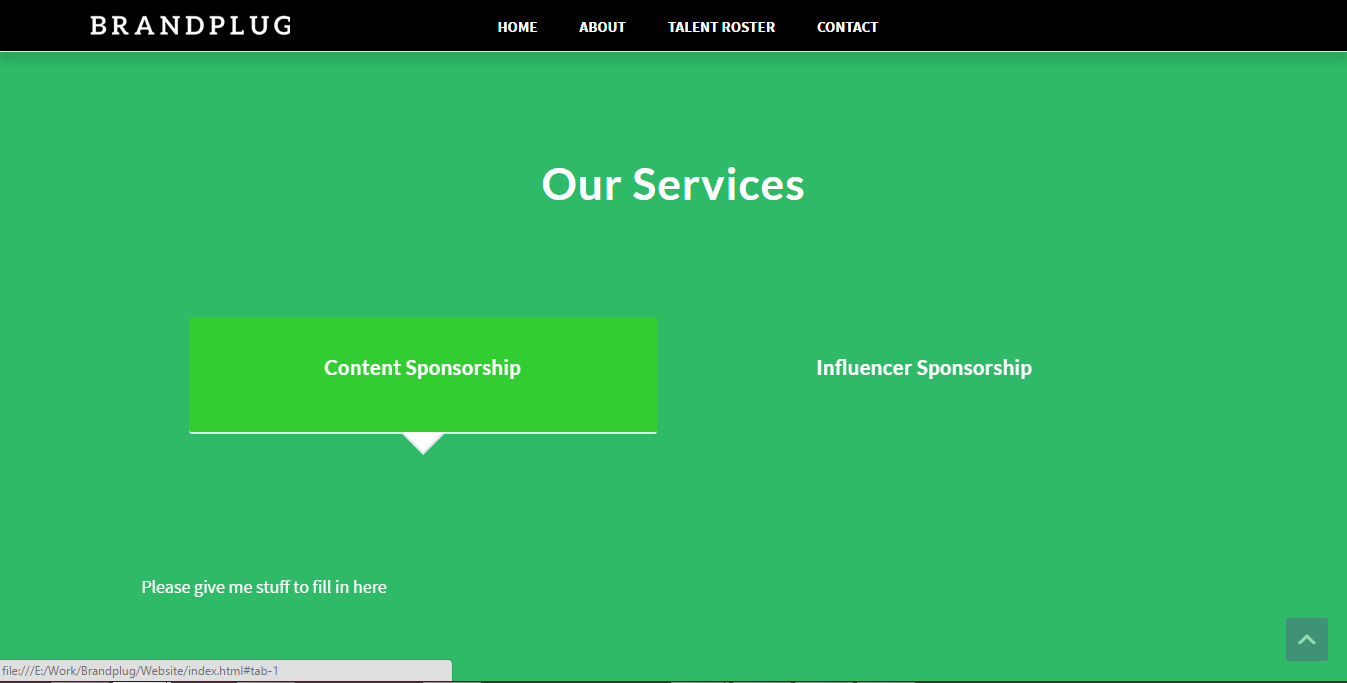 BRANDPLUG
HOME ABOUT TALENT ROSTER CONTACT
Our Services
Content Sponsorship
Influencer Sponsorship
Please give me stuff to fill in here
file:///E:/Work/Brandplug/Website/index.html#tab-1